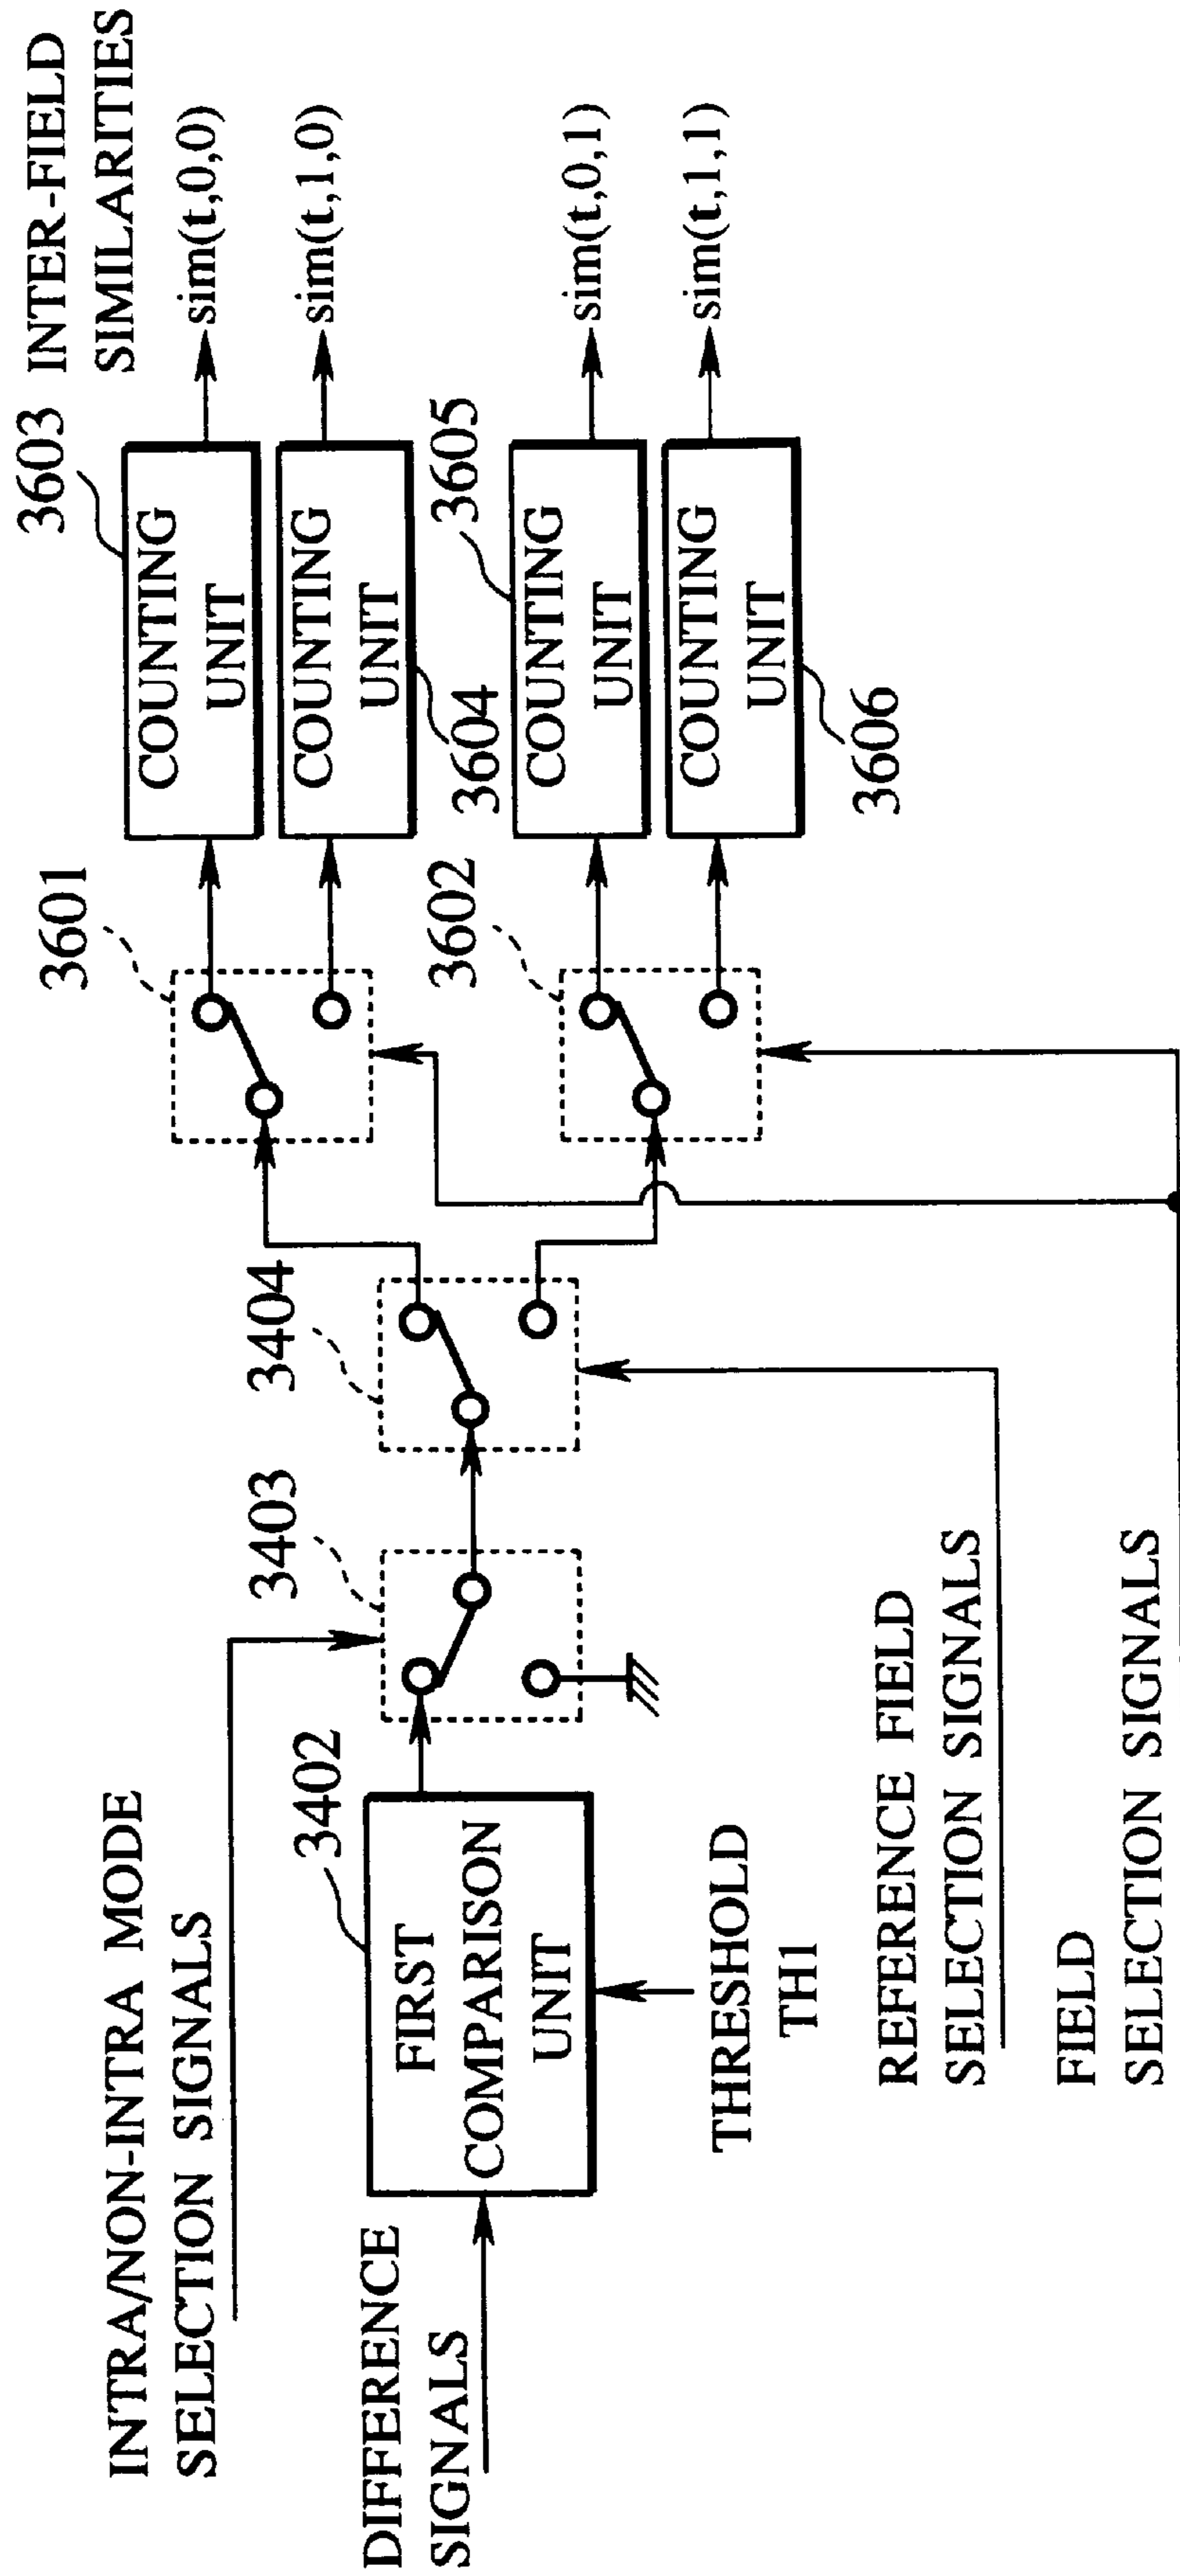 INTRA/NON-INTRA MODE
SELECTION SIGNALS
DIFFERENCE
SIGNALS
3402
FIRST
COMPARISON
UNIT
THRESHOLD
TH1
REFERENCE FIELD
SELECTION SIGNALS
FIELD
SELECTION SIGNALS
3403
3404
3601
3602
3603
COUNTING
UNIT
COUNTING
UNIT
3604
3605
COUNTING
UNIT
COUNTING
UNIT
3606
INTER-FIELD
SIMILARITIES
sim(t,0,0)
sim(t,1,0)
sim(t,0,1)
sim(t,1,1)